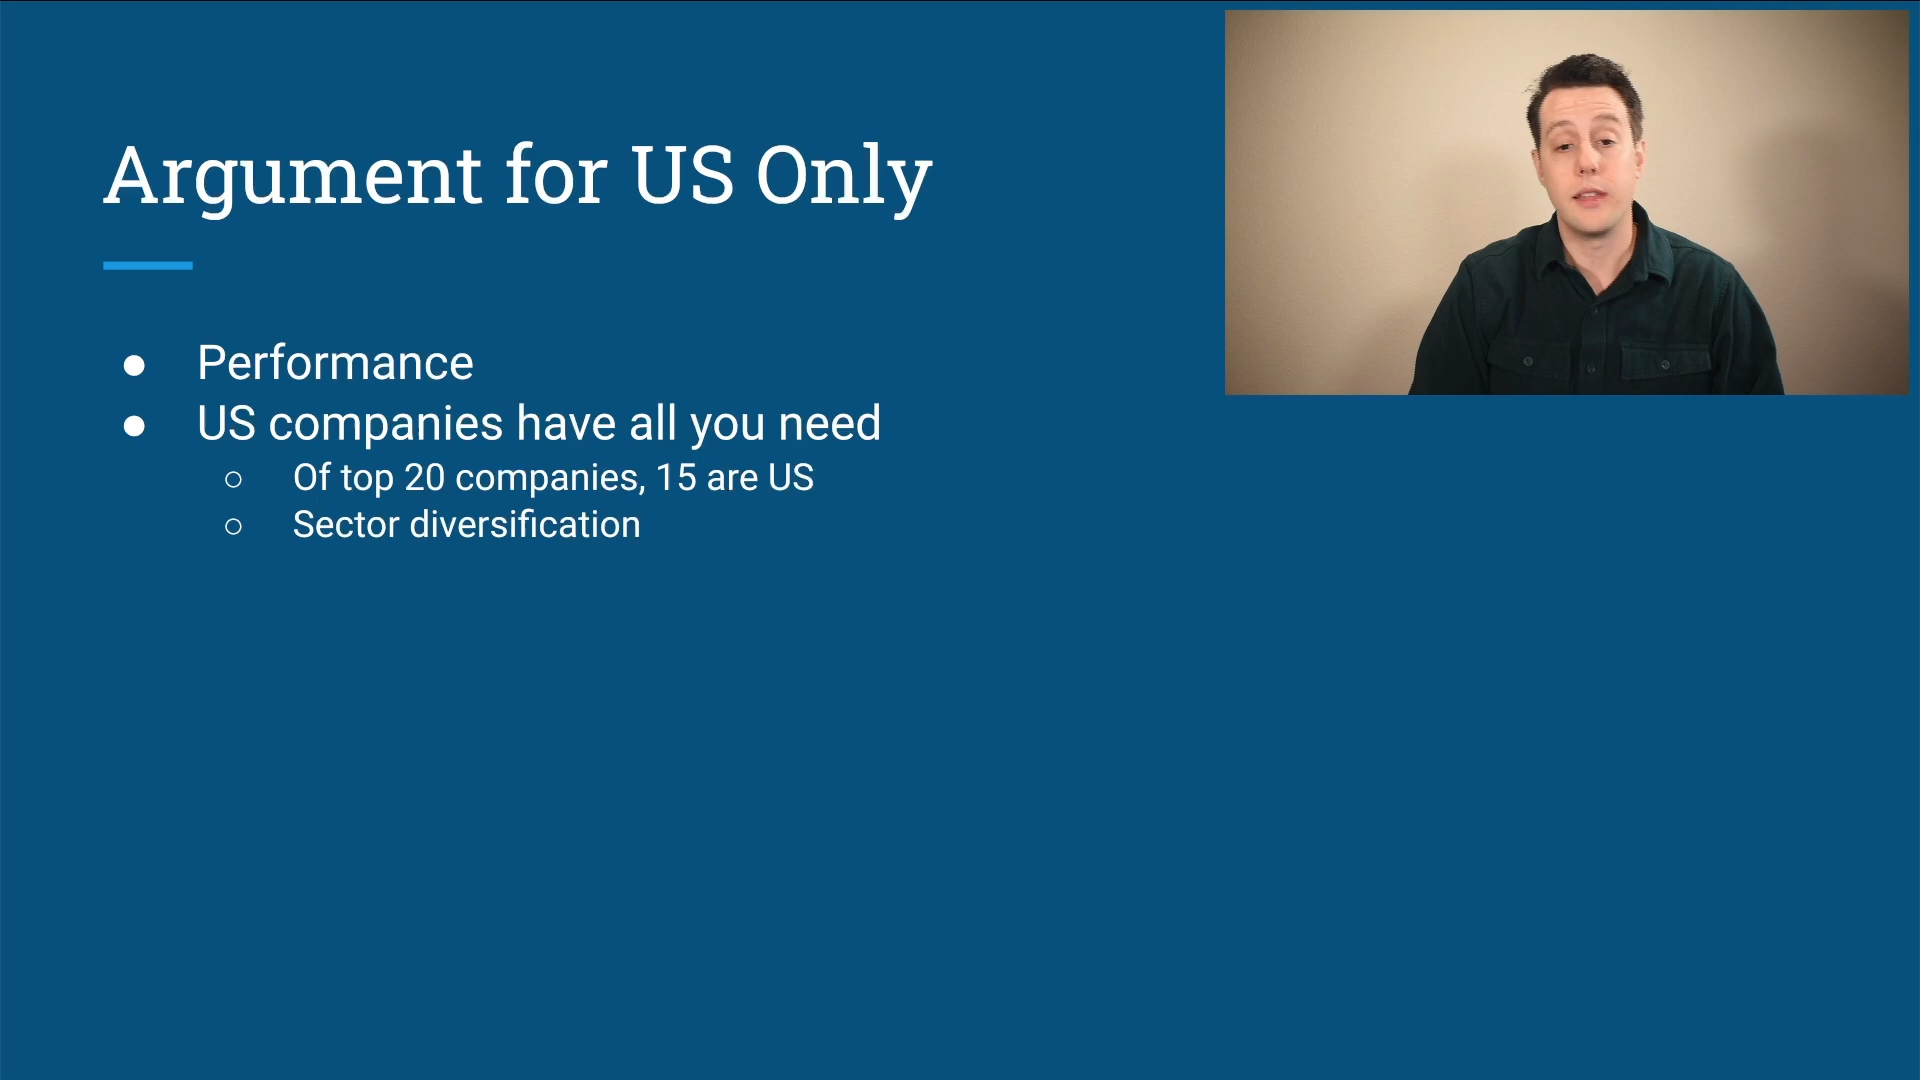 Argument for US Only
● Performance
● US companies have all you need
○ Of top 20 companies, 15 are US
○ Sector diversification